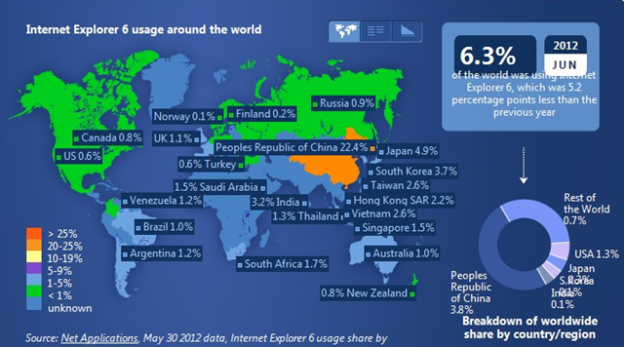 Internet Explorer 6 usage around the world
6.3%
2012
JUN
of the world was using Internet
Explorer 6, which was 5.2
percentage points less than the
previous year
Norway 0.1%
Finland 0.2%
Russia 0.9%
Canada 0.8%
UK 1.1%
Peoples Republic of China 22.4%
Japan 4.9%
US 0.6%
0.6% Turkey
South Korea 3.7%
1.5% Saudi Arabia
Taiwan 2.6%
Venezuela 1.2%
3.2% India
Hong Kong SAR 2.2%
1.3% Thailand
Vietnam 2.6%
Brazil 1.0%
Singapore 1.5%
Argentina 1.2%
South Africa 1.7%
Australia 1.0%
0.8% New Zealand
> 25%
20-25%
10-19%
5-9%
1-5%
< 1%
unknown
Rest of
the World
0.7%
USA 1.3%
Japan
S.Korea
India
0.1%
Peoples
Republic
of China
3.8%
Breakdown of worldwide
share by country/region
Source: Net Applications, May 30 2012 data, Internet Explorer 6 usage share by